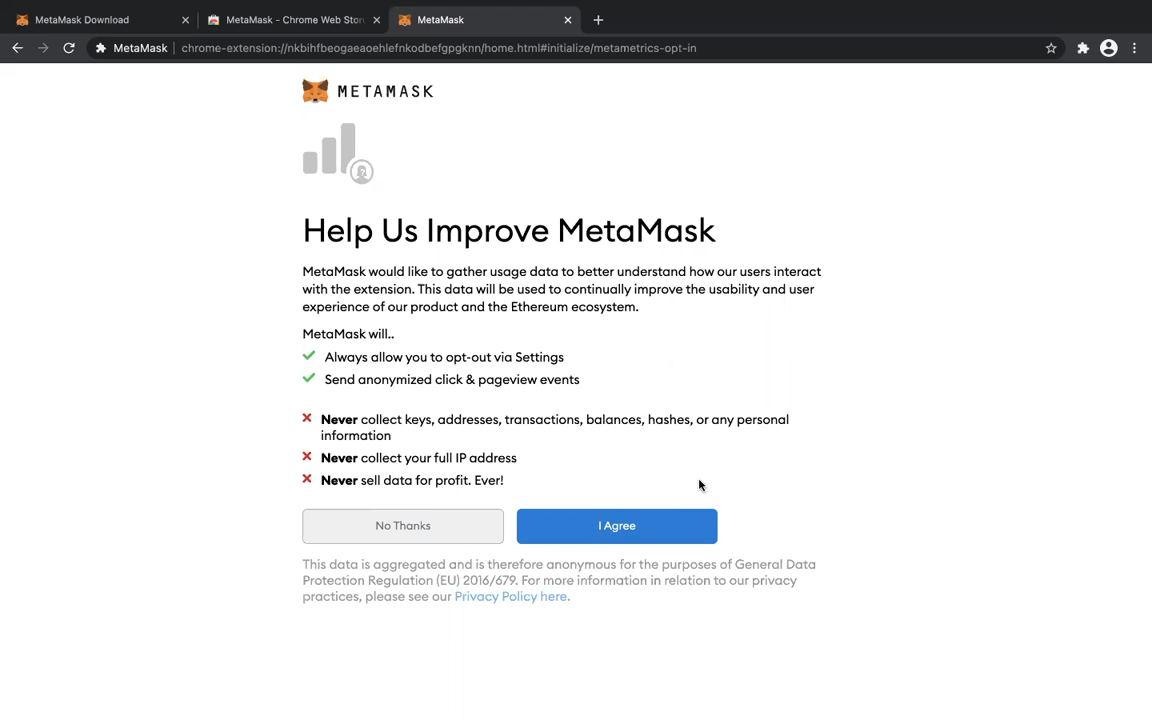 MetaMask Download
MetaMask - Chrome Web Stor
MetaMask
MetaMask
chrome-extension://nkbihfbeogaeaoehlefnkodbefgpgknn/home.html#initialize/metametrics-opt-in
METAMASK
Help Us Improve MetaMask
MetaMask would like to gather usage data to better understand how our users interact
with the extension. This data will be used to continually improve the usability and user
experience of our product and the Ethereum ecosystem.
MetaMask will..
Always allow you to opt-out via Settings
Send anonymized click & pageview events
Never collect keys, addresses, transactions, balances, hashes, or any personal
information
Never collect your full IP address
Never sell data for profit. Ever!
No Thanks
I Agree
This data is aggregated and is therefore anonymous for the purposes of General Data
Protection Regulation (EU) 2016/679. For more information in relation to our privacy
practices, please see our Privacy Policy here.